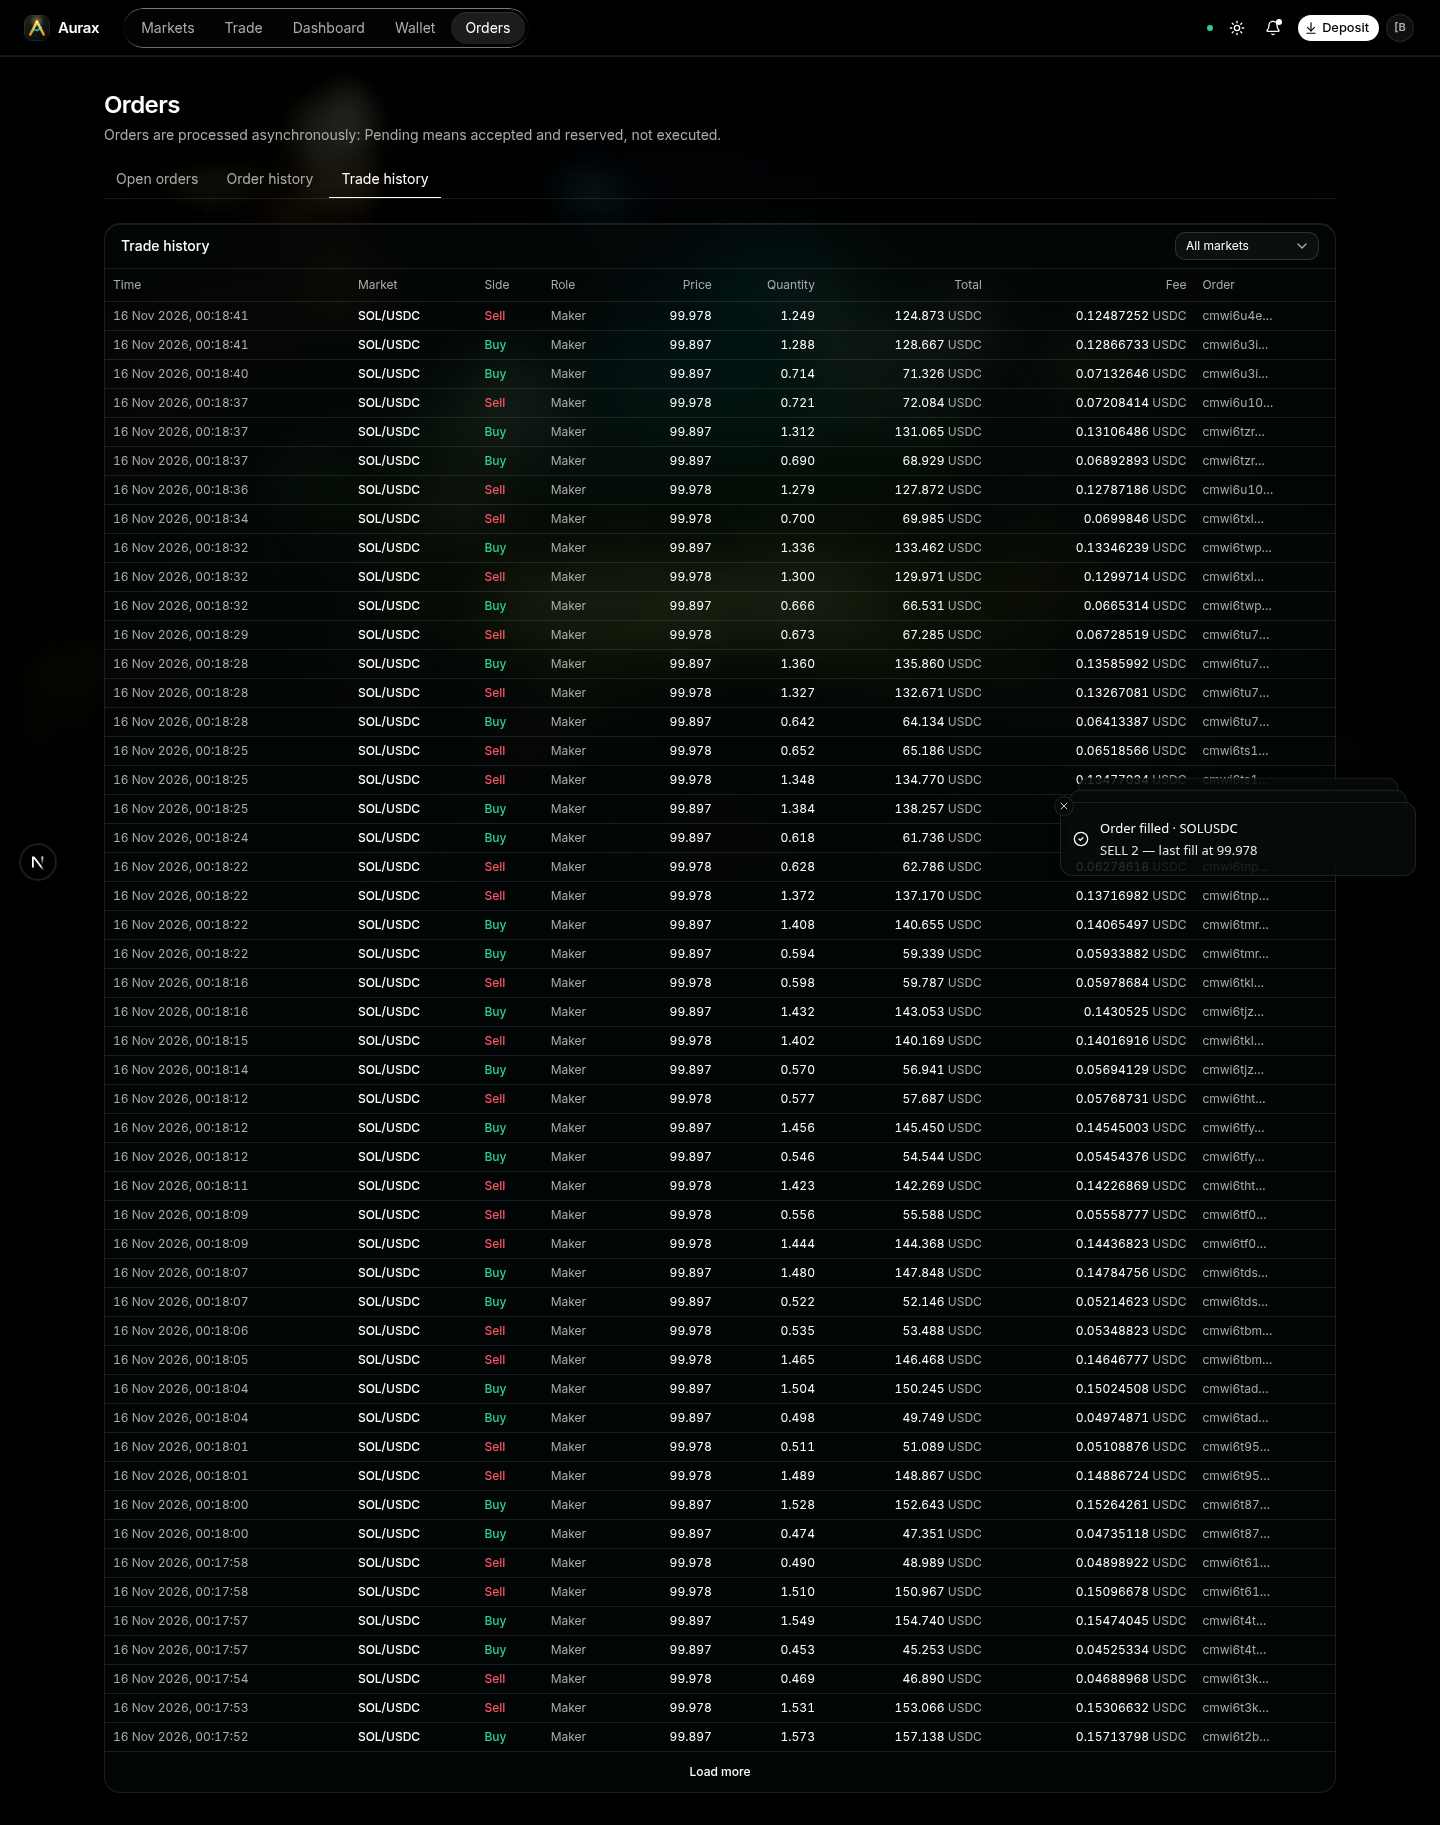 Aurax Markets Trade Dashboard Wallet Orders Deposit [B
Orders
Orders are processed asynchronously: Pending means accepted and reserved, not executed.
Open orders Order history Trade history
Trade history All markets
Time Market Side Role Price Quantity Total Fee Order
16 Nov 2026, 00:18:41 SOL/USDC Sell Maker 99.978 1.249 124.873 USDC 0.12487252 USDC cmwi6u4e...
16 Nov 2026, 00:18:41 SOL/USDC Buy Maker 99.897 1.288 128.667 USDC 0.12866733 USDC cmwi6u3i...
16 Nov 2026, 00:18:40 SOL/USDC Buy Maker 99.897 0.714 71.326 USDC 0.07132646 USDC cmwi6u3i...
16 Nov 2026, 00:18:37 SOL/USDC Sell Maker 99.978 0.721 72.084 USDC 0.07208414 USDC cmwi6u10...
16 Nov 2026, 00:18:37 SOL/USDC Buy Maker 99.897 1.312 131.065 USDC 0.13106486 USDC cmwi6tzr...
16 Nov 2026, 00:18:37 SOL/USDC Buy Maker 99.897 0.690 68.929 USDC 0.06892893 USDC cmwi6tzr...
16 Nov 2026, 00:18:36 SOL/USDC Sell Maker 99.978 1.279 127.872 USDC 0.12787186 USDC cmwi6u10...
16 Nov 2026, 00:18:34 SOL/USDC Sell Maker 99.978 0.700 69.985 USDC 0.0699846 USDC cmwi6txl...
16 Nov 2026, 00:18:32 SOL/USDC Buy Maker 99.897 1.336 133.462 USDC 0.13346239 USDC cmwi6twp...
16 Nov 2026, 00:18:32 SOL/USDC Sell Maker 99.978 1.300 129.971 USDC 0.1299714 USDC cmwi6txl...
16 Nov 2026, 00:18:32 SOL/USDC Buy Maker 99.897 0.666 66.531 USDC 0.0665314 USDC cmwi6twp...
16 Nov 2026, 00:18:29 SOL/USDC Sell Maker 99.978 0.673 67.285 USDC 0.06728519 USDC cmwi6tu7...
16 Nov 2026, 00:18:28 SOL/USDC Buy Maker 99.897 1.360 135.860 USDC 0.13585992 USDC cmwi6tu7...
16 Nov 2026, 00:18:28 SOL/USDC Sell Maker 99.978 1.327 132.671 USDC 0.13267081 USDC cmwi6tu7...
16 Nov 2026, 00:18:28 SOL/USDC Buy Maker 99.897 0.642 64.134 USDC 0.06413387 USDC cmwi6tu7...
16 Nov 2026, 00:18:25 SOL/USDC Sell Maker 99.978 0.652 65.186 USDC 0.06518566 USDC cmwi6ts1...
16 Nov 2026, 00:18:25 SOL/USDC Sell Maker 99.978 1.348 134.770 USDC 0.13477034 USDC cmwi6ts1...
16 Nov 2026, 00:18:25 SOL/USDC Buy Maker 99.897 1.384 138.257 USDC
Order filled · SOLUSDC
16 Nov 2026, 00:18:24 SOL/USDC Buy Maker 99.897 0.618 61.736 USDC
SELL 2 — last fill at 99.978
16 Nov 2026, 00:18:22 SOL/USDC Sell Maker 99.978 0.628 62.786 USDC 0.06278618 USDC cmwi6tnp...
16 Nov 2026, 00:18:22 SOL/USDC Sell Maker 99.978 1.372 137.170 USDC 0.13716982 USDC cmwi6tnp...
16 Nov 2026, 00:18:22 SOL/USDC Buy Maker 99.897 1.408 140.655 USDC 0.14065497 USDC cmwi6tmr...
16 Nov 2026, 00:18:22 SOL/USDC Buy Maker 99.897 0.594 59.339 USDC 0.05933882 USDC cmwi6tmr...
16 Nov 2026, 00:18:16 SOL/USDC Sell Maker 99.978 0.598 59.787 USDC 0.05978684 USDC cmwi6tkl...
16 Nov 2026, 00:18:16 SOL/USDC Buy Maker 99.897 1.432 143.053 USDC 0.1430525 USDC cmwi6tjz...
16 Nov 2026, 00:18:15 SOL/USDC Sell Maker 99.978 1.402 140.169 USDC 0.14016916 USDC cmwi6tkl...
16 Nov 2026, 00:18:14 SOL/USDC Buy Maker 99.897 0.570 56.941 USDC 0.05694129 USDC cmwi6tjz...
16 Nov 2026, 00:18:12 SOL/USDC Sell Maker 99.978 0.577 57.687 USDC 0.05768731 USDC cmwi6tht...
16 Nov 2026, 00:18:12 SOL/USDC Buy Maker 99.897 1.456 145.450 USDC 0.14545003 USDC cmwi6tfy...
16 Nov 2026, 00:18:12 SOL/USDC Buy Maker 99.897 0.546 54.544 USDC 0.05454376 USDC cmwi6tfy...
16 Nov 2026, 00:18:11 SOL/USDC Sell Maker 99.978 1.423 142.269 USDC 0.14226869 USDC cmwi6tht...
16 Nov 2026, 00:18:09 SOL/USDC Sell Maker 99.978 0.556 55.588 USDC 0.05558777 USDC cmwi6tf0...
16 Nov 2026, 00:18:09 SOL/USDC Sell Maker 99.978 1.444 144.368 USDC 0.14436823 USDC cmwi6tf0...
16 Nov 2026, 00:18:07 SOL/USDC Buy Maker 99.897 1.480 147.848 USDC 0.14784756 USDC cmwi6tds...
16 Nov 2026, 00:18:07 SOL/USDC Buy Maker 99.897 0.522 52.146 USDC 0.05214623 USDC cmwi6tds...
16 Nov 2026, 00:18:06 SOL/USDC Sell Maker 99.978 0.535 53.488 USDC 0.05348823 USDC cmwi6tbm...
16 Nov 2026, 00:18:05 SOL/USDC Sell Maker 99.978 1.465 146.468 USDC 0.14646777 USDC cmwi6tbm...
16 Nov 2026, 00:18:04 SOL/USDC Buy Maker 99.897 1.504 150.245 USDC 0.15024508 USDC cmwi6tad...
16 Nov 2026, 00:18:04 SOL/USDC Buy Maker 99.897 0.498 49.749 USDC 0.04974871 USDC cmwi6tad...
16 Nov 2026, 00:18:01 SOL/USDC Sell Maker 99.978 0.511 51.089 USDC 0.05108876 USDC cmwi6t95...
16 Nov 2026, 00:18:01 SOL/USDC Sell Maker 99.978 1.489 148.867 USDC 0.14886724 USDC cmwi6t95...
16 Nov 2026, 00:18:00 SOL/USDC Buy Maker 99.897 1.528 152.643 USDC 0.15264261 USDC cmwi6t87...
16 Nov 2026, 00:18:00 SOL/USDC Buy Maker 99.897 0.474 47.351 USDC 0.04735118 USDC cmwi6t87...
16 Nov 2026, 00:17:58 SOL/USDC Sell Maker 99.978 0.490 48.989 USDC 0.04898922 USDC cmwi6t61...
16 Nov 2026, 00:17:58 SOL/USDC Sell Maker 99.978 1.510 150.967 USDC 0.15096678 USDC cmwi6t61...
16 Nov 2026, 00:17:57 SOL/USDC Buy Maker 99.897 1.549 154.740 USDC 0.15474045 USDC cmwi6t4t...
16 Nov 2026, 00:17:57 SOL/USDC Buy Maker 99.897 0.453 45.253 USDC 0.04525334 USDC cmwi6t4t...
16 Nov 2026, 00:17:54 SOL/USDC Sell Maker 99.978 0.469 46.890 USDC 0.04688968 USDC cmwi6t3k...
16 Nov 2026, 00:17:53 SOL/USDC Sell Maker 99.978 1.531 153.066 USDC 0.15306632 USDC cmwi6t3k...
16 Nov 2026, 00:17:52 SOL/USDC Buy Maker 99.897 1.573 157.138 USDC 0.15713798 USDC cmwi6t2b...
Load more